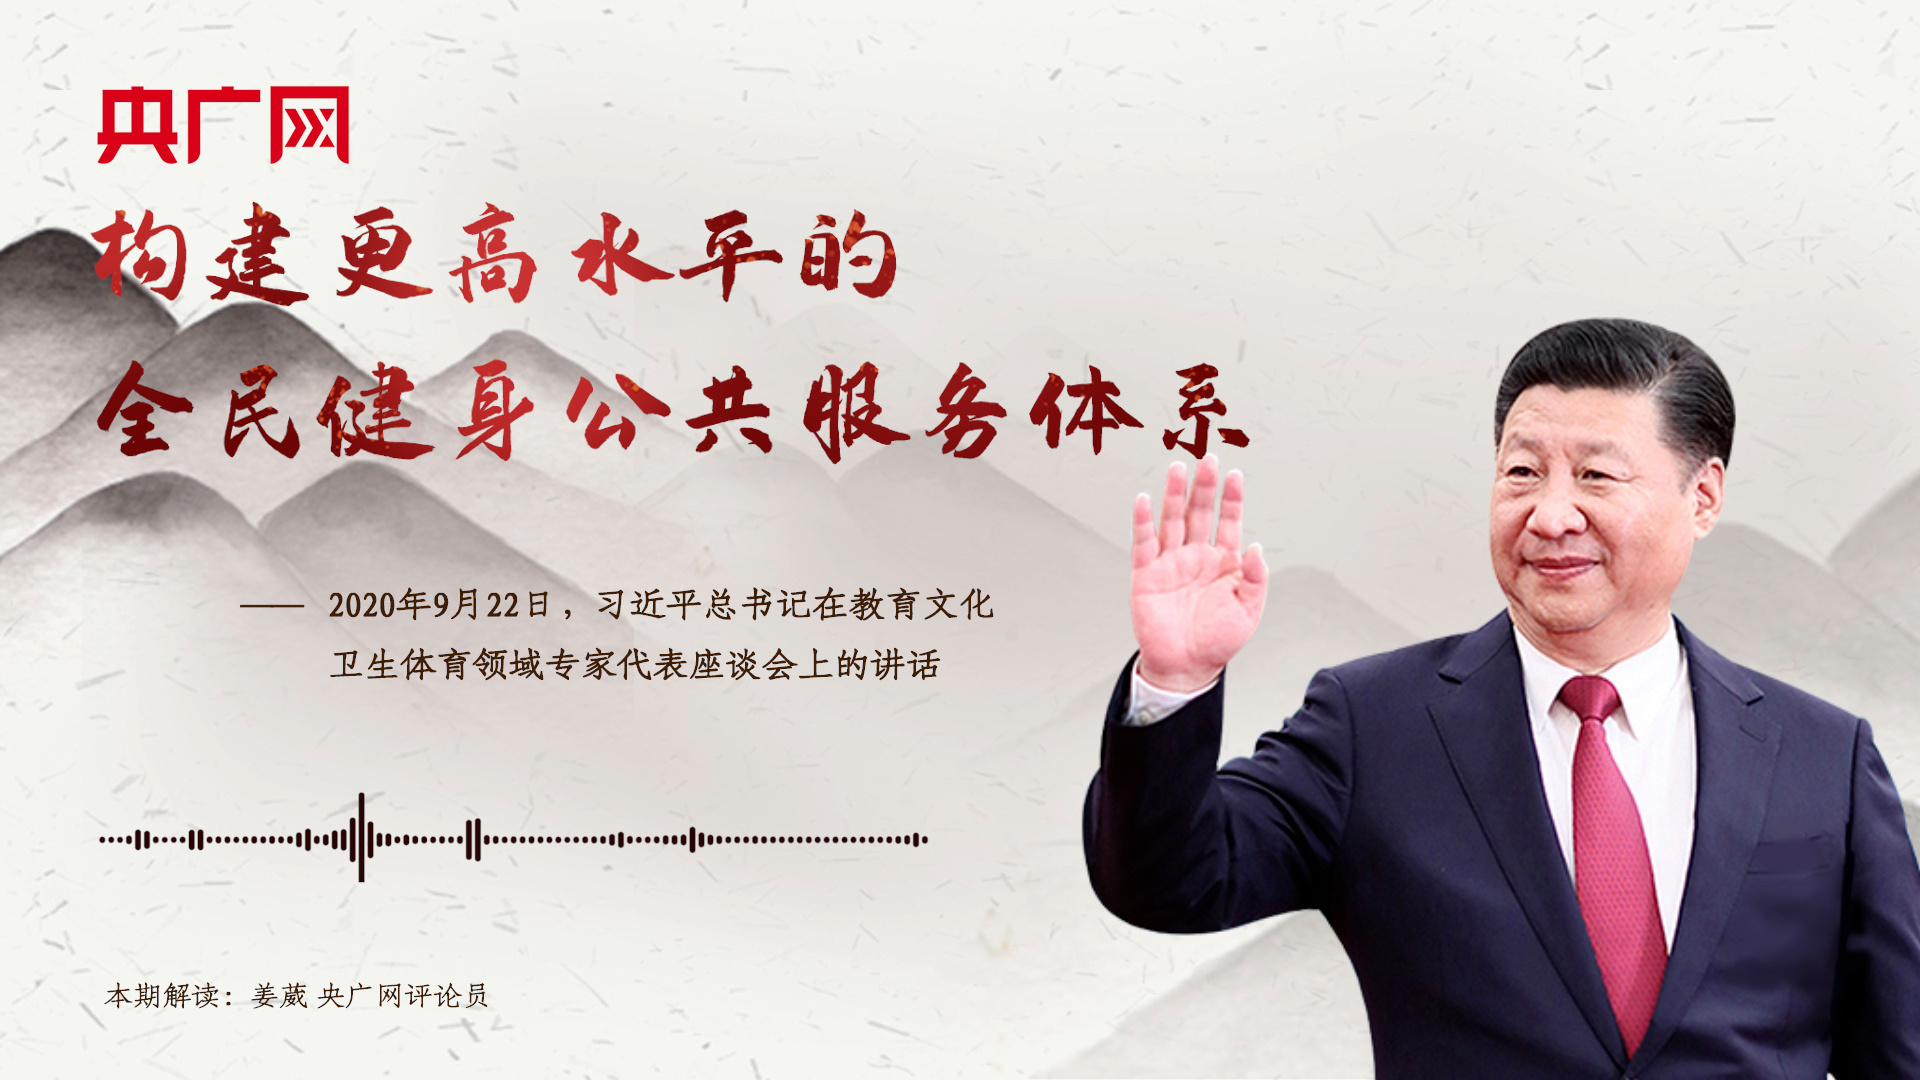 央广网
构建更高水平的
全民健身公共服务体系
—— 2020年9月22日，习近平总书记在教育文化
卫生体育领域专家代表座谈会上的讲话
本期解读：姜葳 央广网评论员